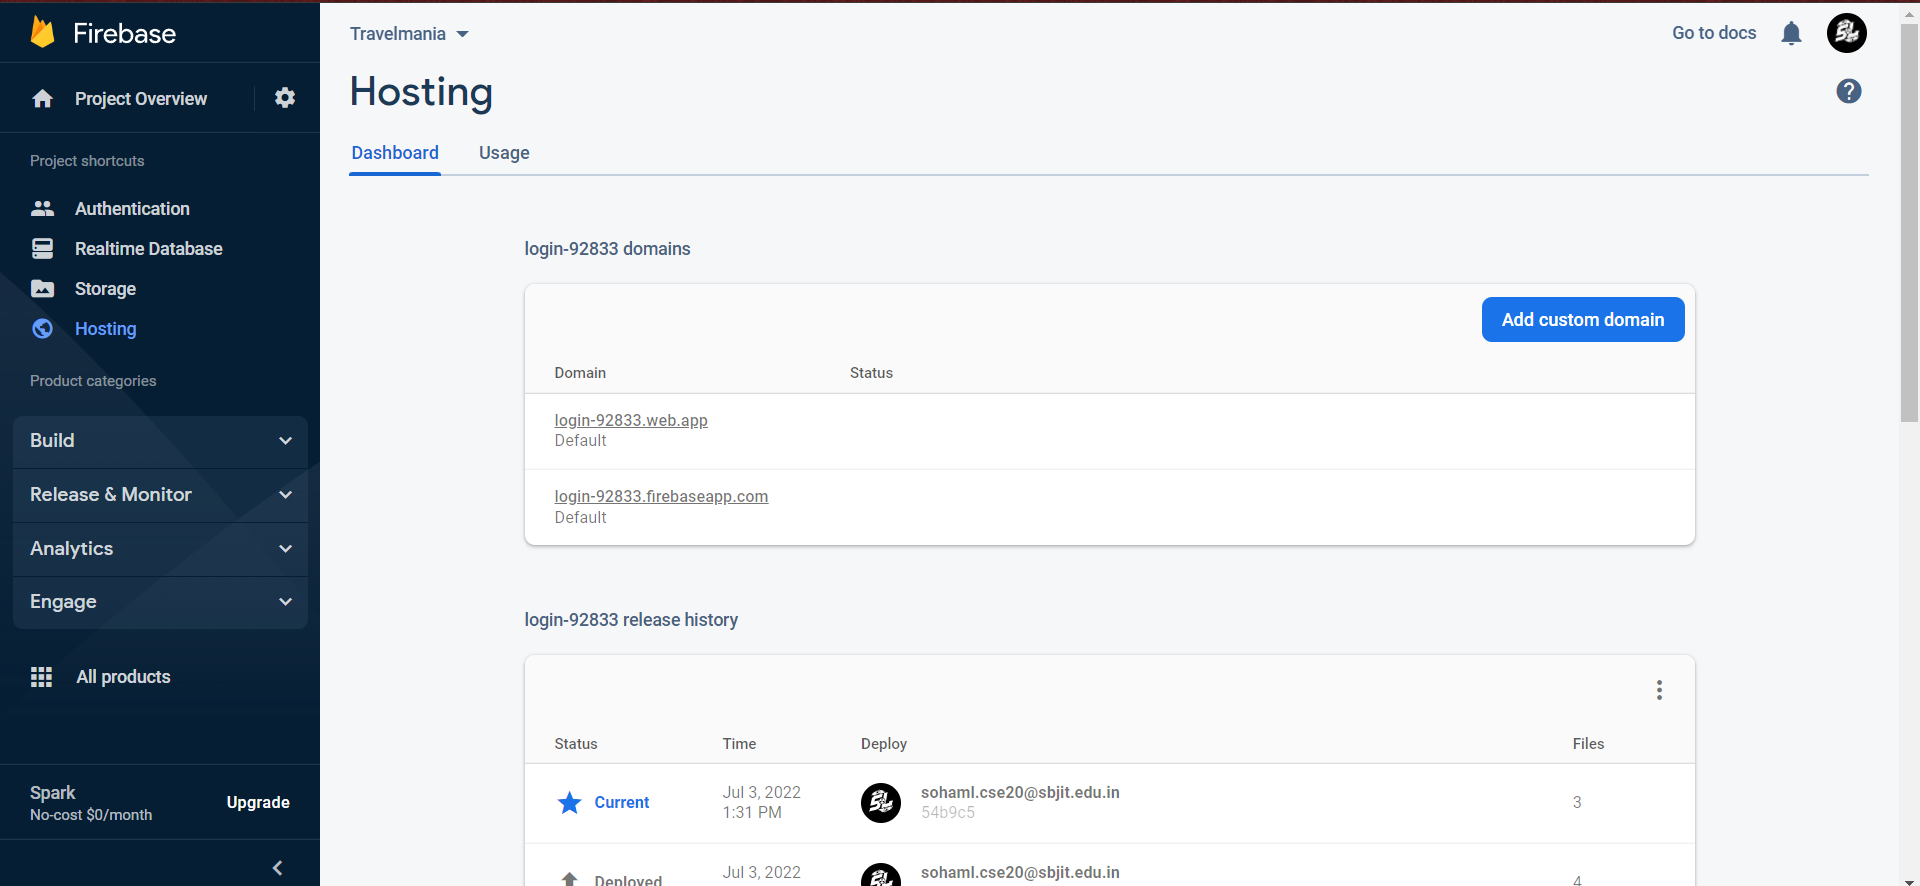 Firebase
Project Overview
Project shortcuts
Authentication
Realtime Database
Storage
Hosting
Product categories
Build
Release & Monitor
Analytics
Engage
All products
Spark
No-cost $0/month
Upgrade
Travelmania
Go to docs
Hosting
Dashboard Usage
login-92833 domains
Add custom domain
Domain Status
login-92833.web.app
Default
login-92833.firebaseapp.com
Default
login-92833 release history
Status Time Deploy Files
Current
Jul 3, 2022
1:31 PM
sohaml.cse20@sbjit.edu.in
54b9c5
3
Deployed
Jul 3, 2022
sohaml.cse20@sbjit.edu.in
4